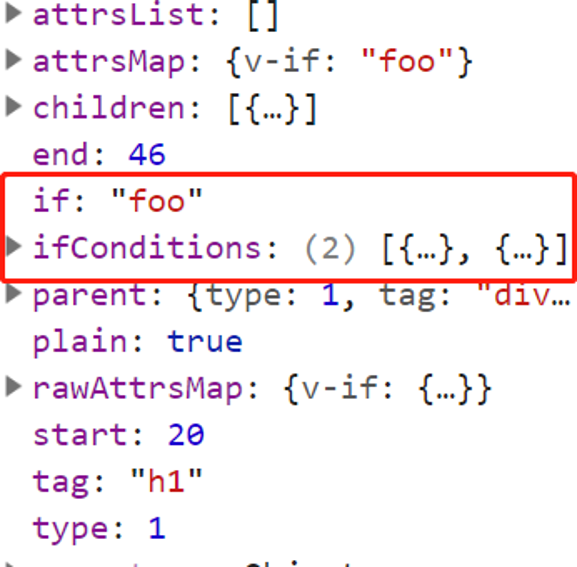 attrsList: []
attrsMap: {v-if: "foo"}
children: [{…}]
end: 46
if: "foo"
ifConditions: (2) [{…}, {…}]
parent: {type: 1, tag: "div…
plain: true
rawAttrsMap: {v-if: {…}}
start: 20
tag: "h1"
type: 1